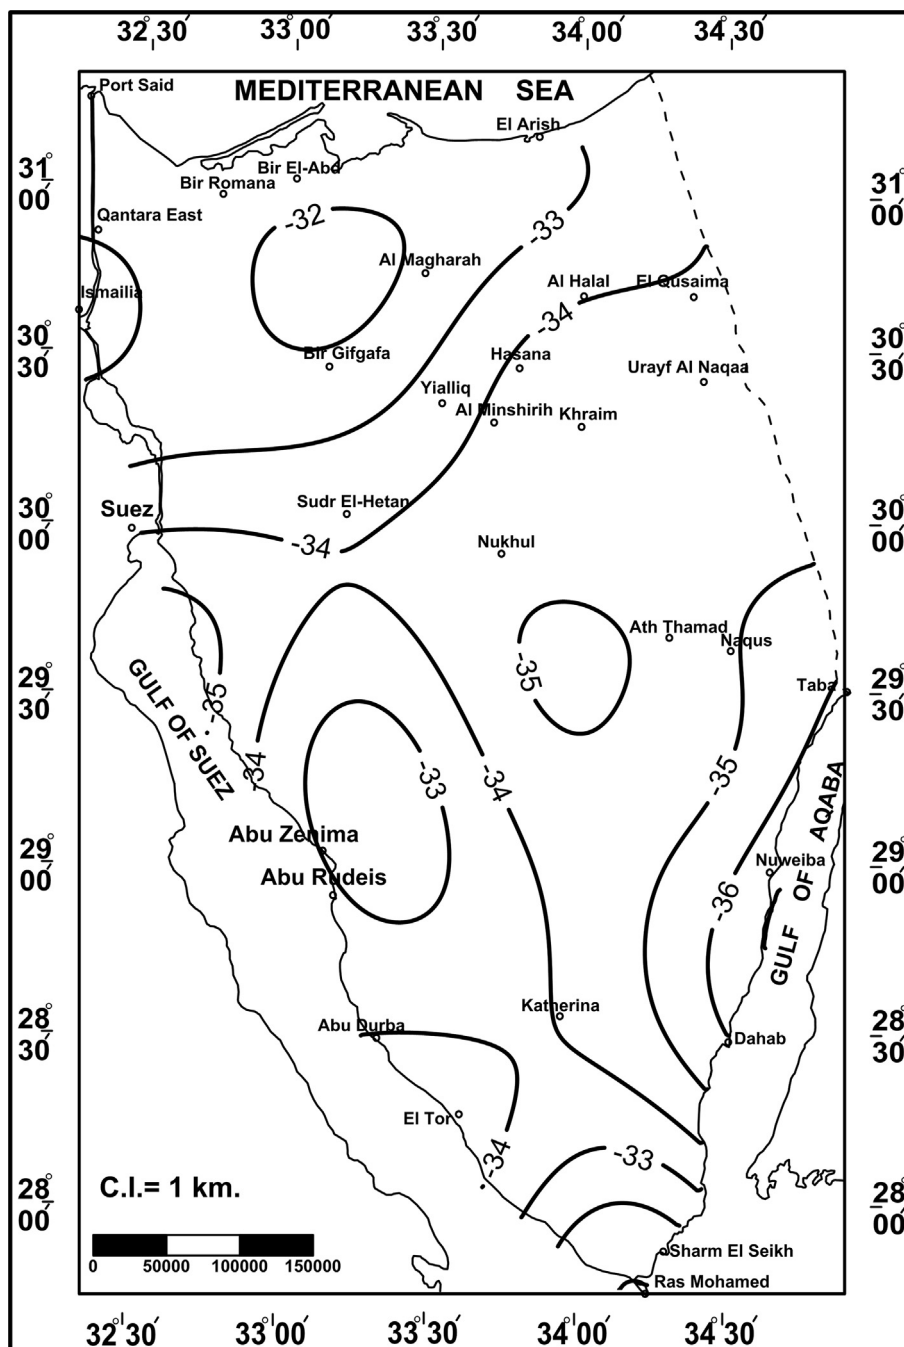 32°30′ 33°00′ 33°30′ 34°00′ 34°30′
Port Said
MEDITERRANEAN SEA
El Arish
31°00′
31°00′
Bir El-Abd
Bir Romana
Qantara East
-32
-33
Al Magharah
Al Halal
El Qusaima
Ismailia
-34
30°30′
30°30′
Bir Gifgafa
Hasana
Urayf Al Naqaa
Yialliq
Al Minshirih
Khraim
Suez
Sudr El-Hetan
30°00′
30°00′
-34
Nukhul
Ath Thamad
Naqus
-35
-35
Taba
29°30′
29°30′
GULF OF SUEZ
-34
-33
-34
-35
GULF OF AQABA
Abu Zenima
29°00′
29°00′
Nuweiba
Abu Rudeis
-36
Katherina
Abu Durba
28°30′
28°30′
Dahab
El Tor
-34
-33
C.I.= 1 km.
28°00′
28°00′
Sharm El Seikh
0 50000 100000 150000
Ras Mohamed
32°30′ 33°00′ 33°30′ 34°00′ 34°30′